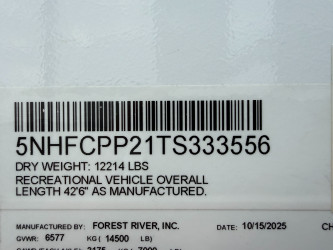 5NHFCPP21TS333556
DRY WEIGHT: 12214 LBS
RECREATIONAL VEHICLE OVERALL
LENGTH 42'6" AS MANUFACTURED.
MANUFACTURED BY: FOREST RIVER, INC. DATE: 10/15/2025
GVWR: 6577 KG ( 14500 LB)